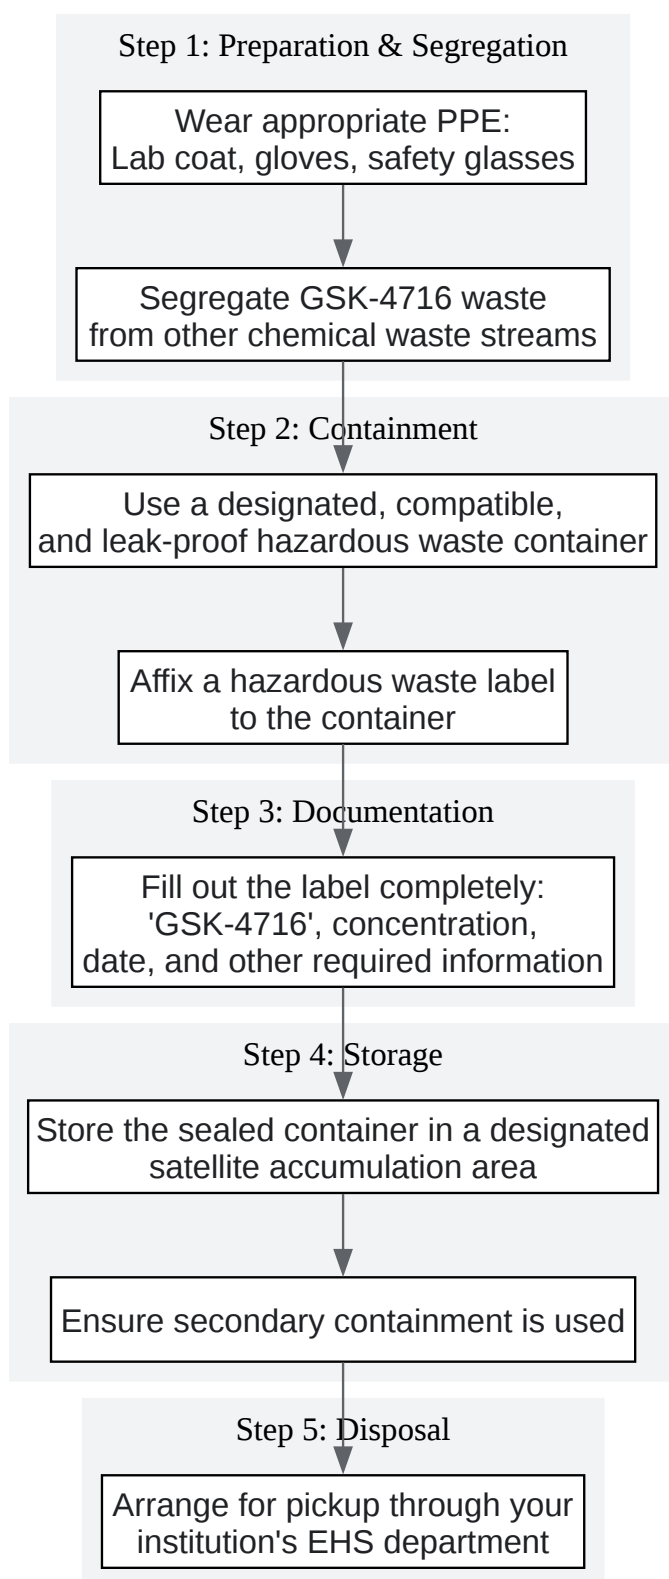 Step 1: Preparation & Segregation
Wear appropriate PPE:
Lab coat, gloves, safety glasses
Segregate GSK-4716 waste
from other chemical waste streams
Step 2: Containment
Use a designated, compatible,
and leak-proof hazardous waste container
Affix a hazardous waste label
to the container
Step 3: Documentation
Fill out the label completely:
'GSK-4716', concentration,
date, and other required information
Step 4: Storage
Store the sealed container in a designated
satellite accumulation area
Ensure secondary containment is used
Step 5: Disposal
Arrange for pickup through your
institution's EHS department